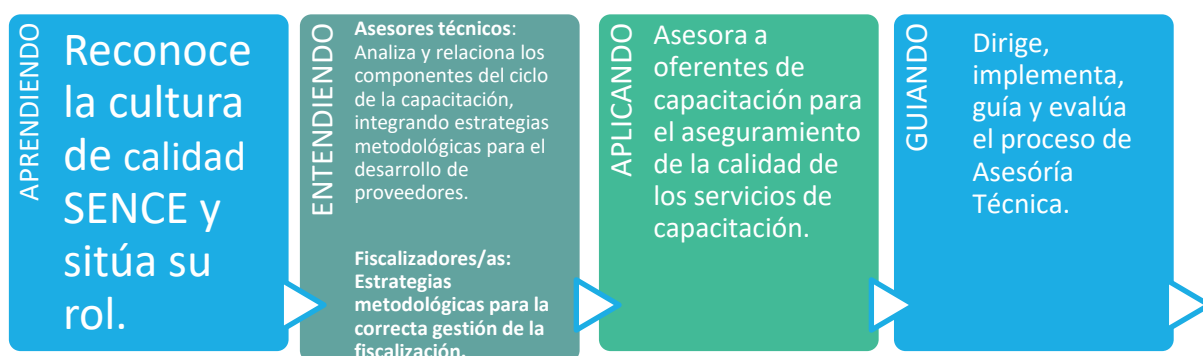 APRENDIENDO
Reconoce
la cultura
de calidad
SENCE y
sitúa su
rol.
ENTENDIENDO
Asesores técnicos:
Analiza y relaciona los
componentes del ciclo
de la capacitación,
integrando estrategias
metodológicas para el
desarrollo de
proveedores.
Fiscalizadores/as:
Estrategias
metodológicas para la
correcta gestión de la
fiscalización.
APLICANDO
Asesora a
oferentes de
capacitación para
el aseguramiento
de la calidad de
los servicios de
capacitación.
GUIANDO
Dirige,
implementa,
guía y evalúa
el proceso de
Asesóría
Técnica.